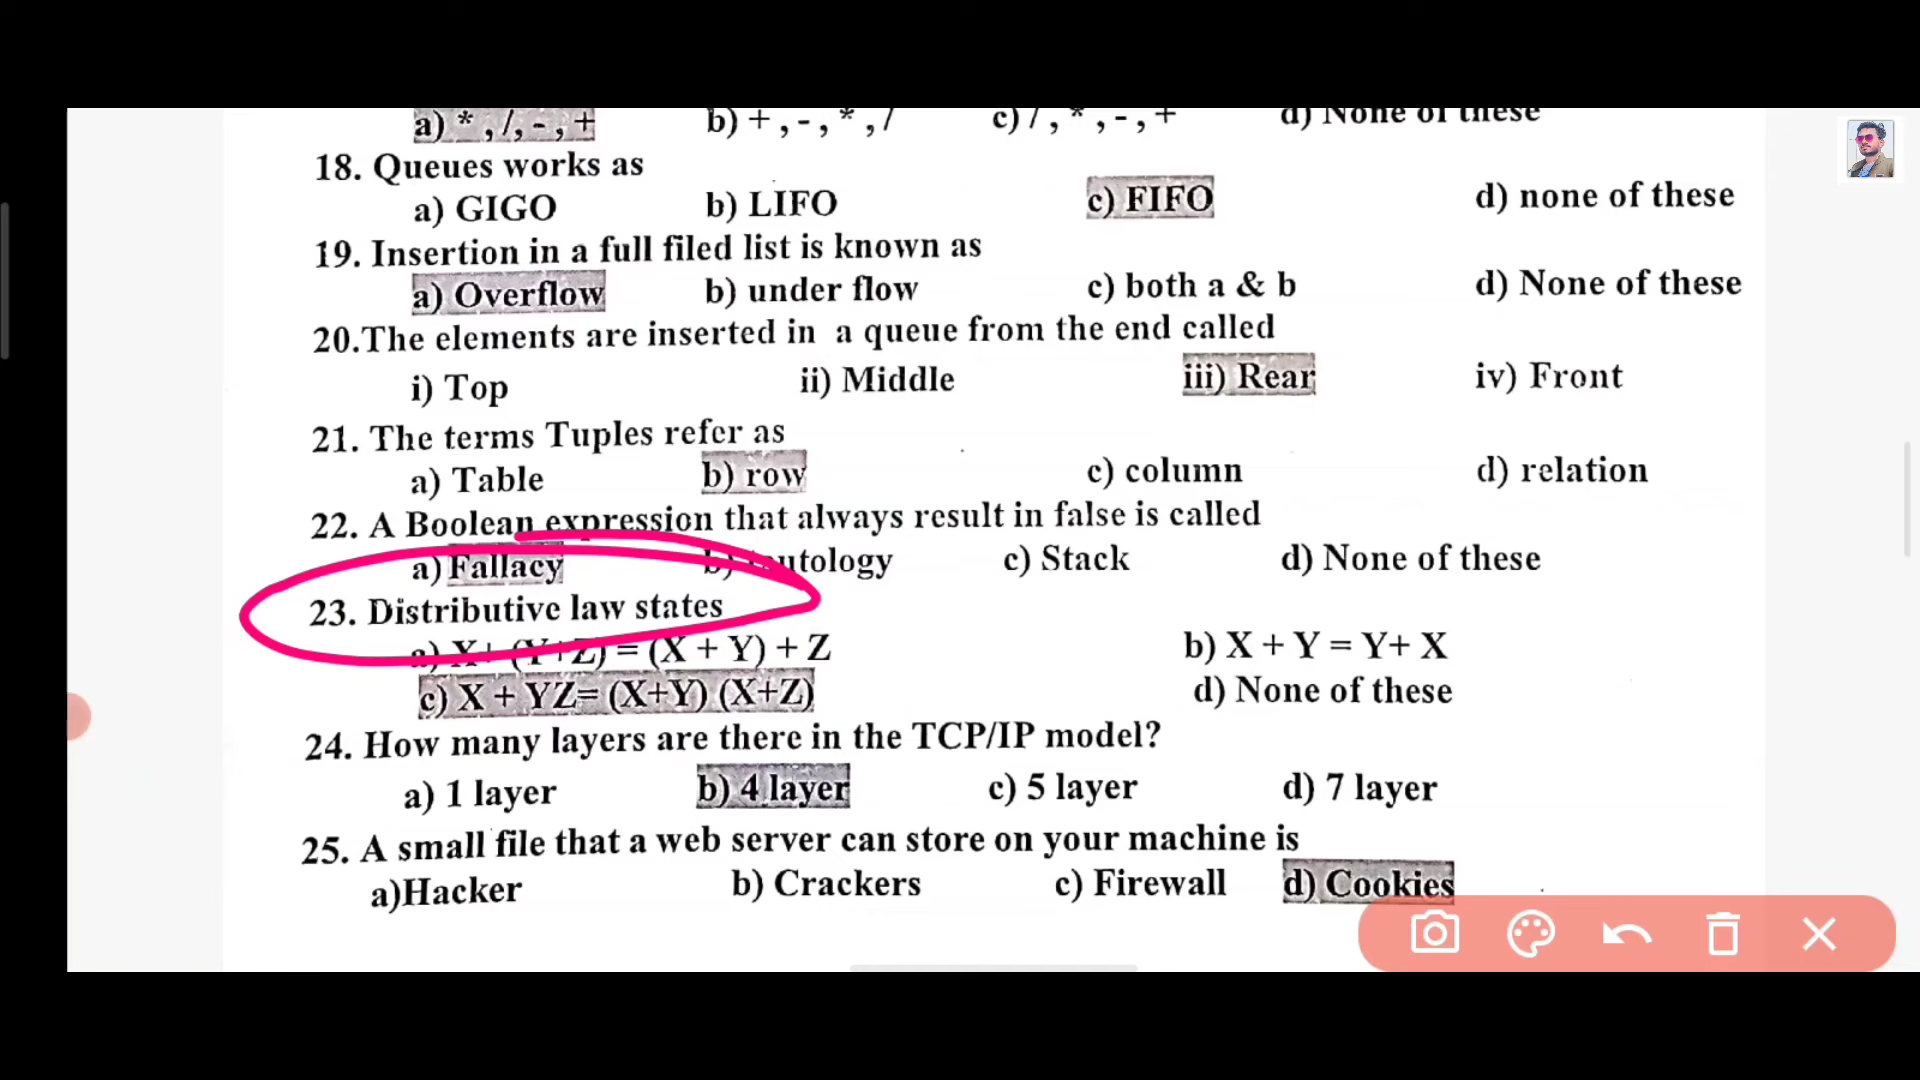 a) * , /, - , + b) + , - , * , / c) / , * , - , + d) None of these
18. Queues works as
a) GIGO b) LIFO c) FIFO d) none of these
19. Insertion in a full filed list is known as
a) Overflow b) under flow c) both a & b d) None of these
20.The elements are inserted in a queue from the end called
i) Top ii) Middle iii) Rear iv) Front
21. The terms Tuples refer as
a) Table b) row c) column d) relation
22. A Boolean expression that always result in false is called
a) Fallacy b) tautology c) Stack d) None of these
23. Distributive law states
a) X+ (Y+Z) = (X + Y) + Z b) X + Y = Y+ X
c) X + YZ= (X+Y) (X+Z) d) None of these
24. How many layers are there in the TCP/IP model?
a) 1 layer b) 4 layer c) 5 layer d) 7 layer
25. A small file that a web server can store on your machine is
a)Hacker b) Crackers c) Firewall d) Cookies